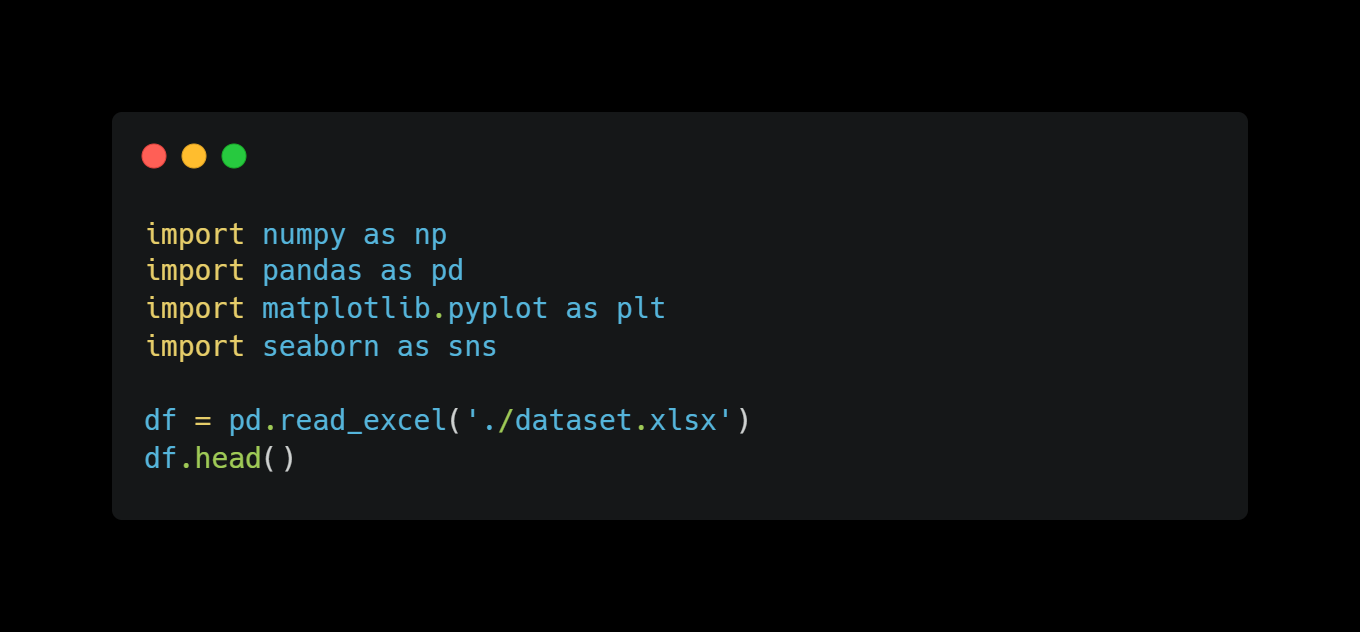 import numpy as np
import pandas as pd
import matplotlib.pyplot as plt
import seaborn as sns
df = pd.read_excel('./dataset.xlsx')
df.head()